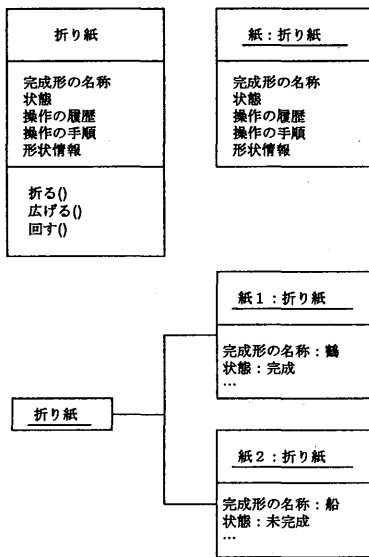 折り紙
完成形の名称
状態
操作の履歴
操作の手順
形状情報
折る()
広げる()
回す()
紙：折り紙
完成形の名称
状態
操作の履歴
操作の手順
形状情報
折り紙
紙１：折り紙
完成形の名称：鶴
状態：完成
…
紙２：折り紙
完成形の名称：船
状態：未完成
…